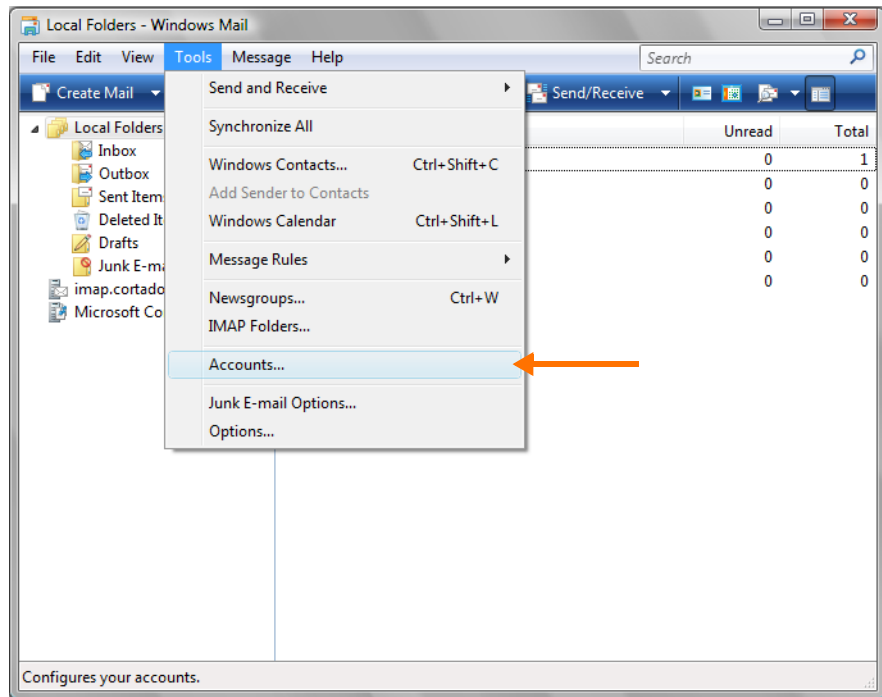 Local Folders - Windows Mail
File Edit View Tools Message Help Search
Create Mail Send/Receive
Send and Receive
Synchronize All
Windows Contacts... Ctrl+Shift+C
Add Sender to Contacts
Windows Calendar Ctrl+Shift+L
Message Rules
Newsgroups... Ctrl+W
IMAP Folders...
Accounts...
Junk E-mail Options...
Options...
Local Folders
Inbox
Outbox
Sent Item
Deleted It
Drafts
Junk E-ma
imap.cortado
Microsoft Co
Unread Total
0 1
0 0
0 0
0 0
0 0
0 0
Configures your accounts.